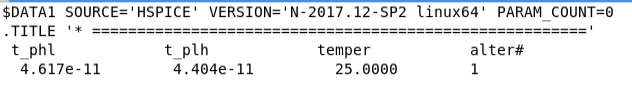 $DATA1 SOURCE='HSPICE' VERSION='N-2017.12-SP2 linux64' PARAM_COUNT=0
.TITLE '* ======================================================='
t_phl t_plh temper alter#
4.617e-11 4.404e-11 25.0000 1